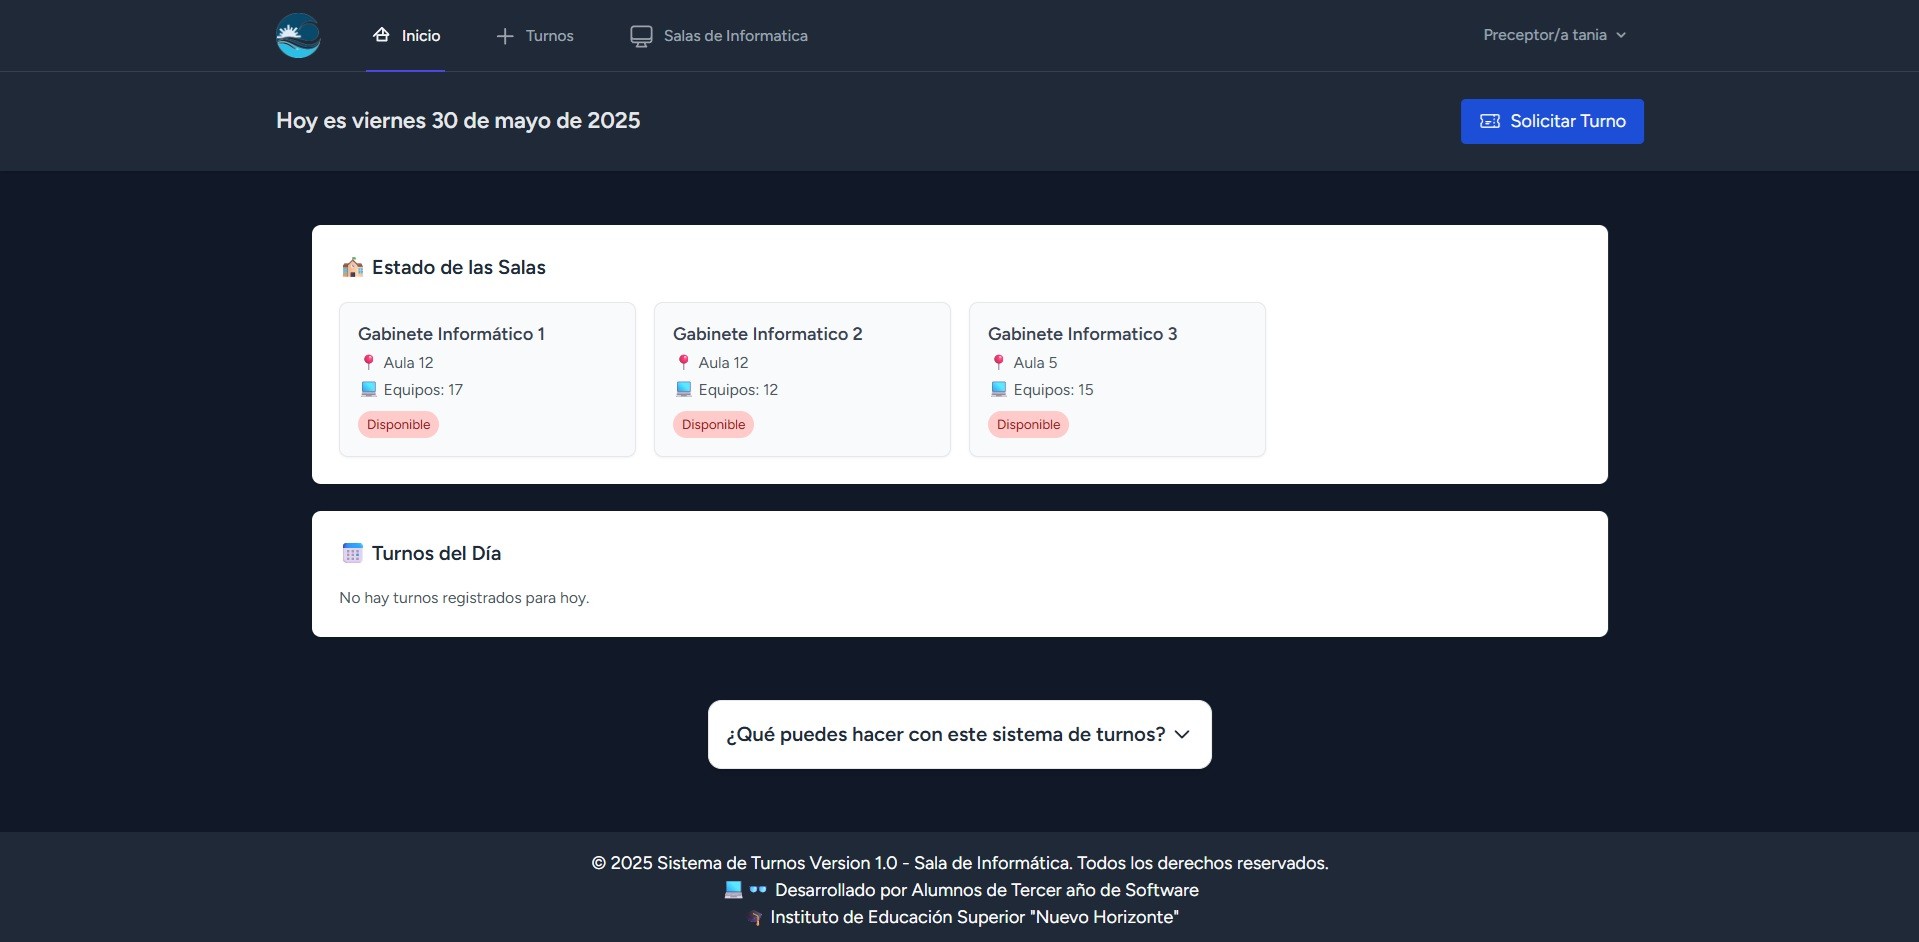 Inicio
Turnos
Salas de Informatica
Preceptor/a tania
Hoy es viernes 30 de mayo de 2025
Solicitar Turno
Estado de las Salas
Gabinete Informático 1
Aula 12
Equipos: 17
Disponible
Gabinete Informatico 2
Aula 12
Equipos: 12
Disponible
Gabinete Informatico 3
Aula 5
Equipos: 15
Disponible
Turnos del Día
No hay turnos registrados para hoy.
¿Qué puedes hacer con este sistema de turnos?
© 2025 Sistema de Turnos Version 1.0 - Sala de Informática. Todos los derechos reservados.
Desarrollado por Alumnos de Tercer año de Software
Instituto de Educación Superior "Nuevo Horizonte"